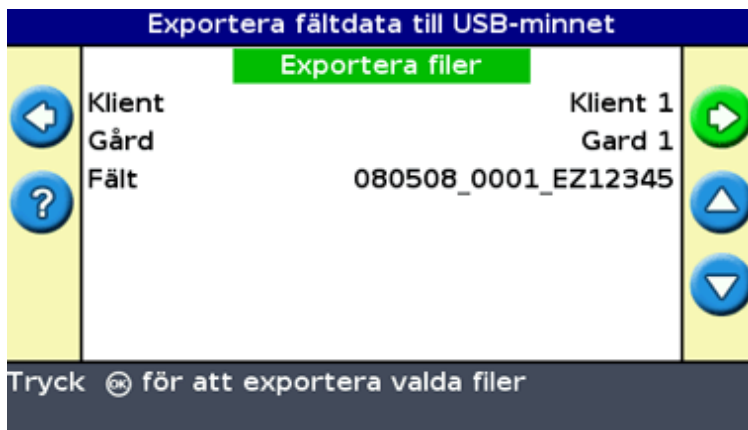 Exportera fältdata till USB-minnet
Exportera filer
Klient Klient 1
Gård Gard 1
Fält 080508_0001_EZ12345
?
Tryck OK för att exportera valda filer